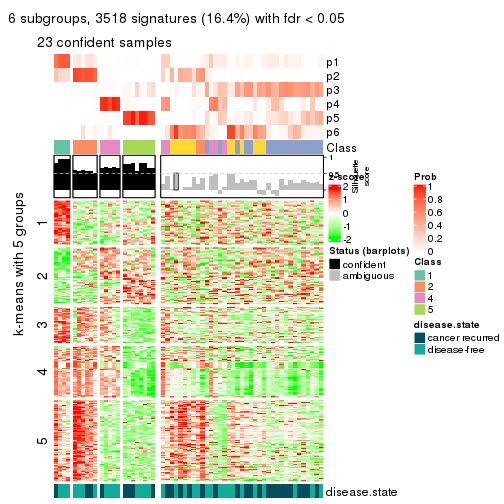 6 subgroups, 3518 signatures (16.4%) with fdr < 0.05
23 confident samples
p1
p2
p3
p4
p5
p6
Class
1
0.5
0
Silhouette
score
k-means with 5 groups
1
2
3
4
5
disease.state
z-score
2
1
0
-1
-2
Status (barplots)
confident
ambiguous
Prob
1
0.8
0.6
0.4
0.2
0
Class
1
2
4
5
disease.state
cancer recurred
disease-free